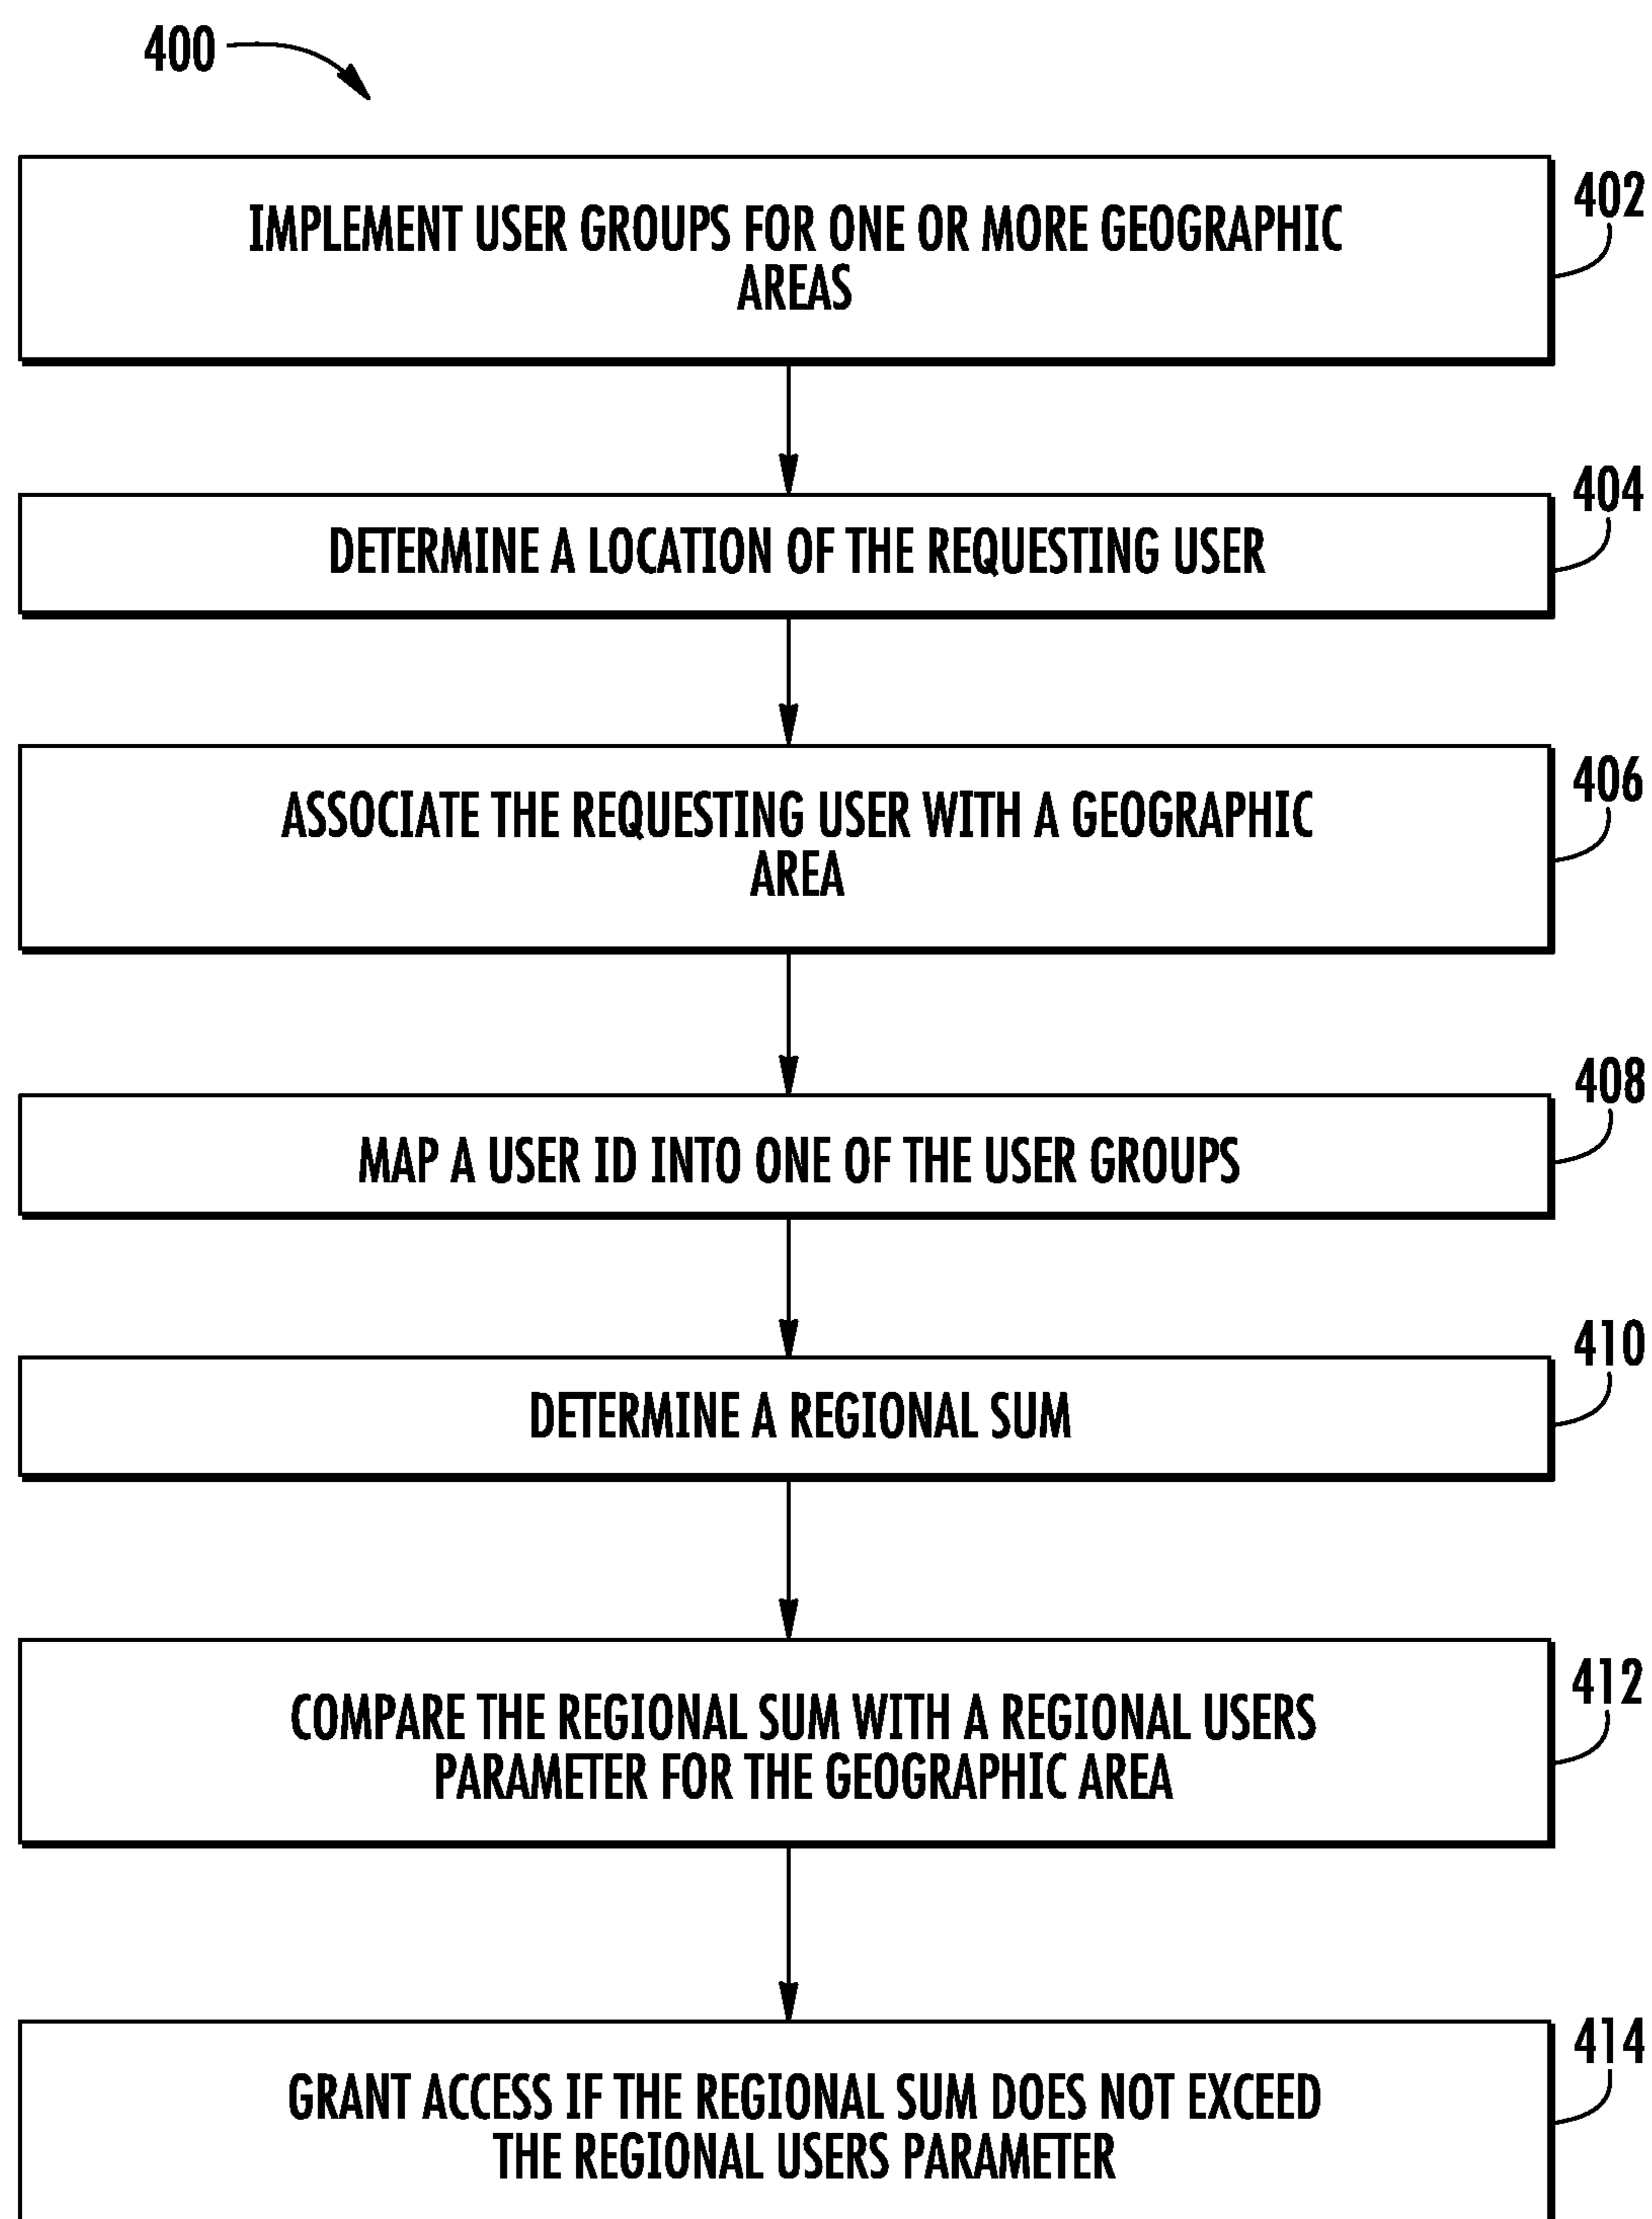 400
402
IMPLEMENT USER GROUPS FOR ONE OR MORE GEOGRAPHIC
AREAS
404
DETERMINE A LOCATION OF THE REQUESTING USER
406
ASSOCIATE THE REQUESTING USER WITH A GEOGRAPHIC
AREA
408
MAP A USER ID INTO ONE OF THE USER GROUPS
410
DETERMINE A REGIONAL SUM
412
COMPARE THE REGIONAL SUM WITH A REGIONAL USERS
PARAMETER FOR THE GEOGRAPHIC AREA
414
GRANT ACCESS IF THE REGIONAL SUM DOES NOT EXCEED
THE REGIONAL USERS PARAMETER